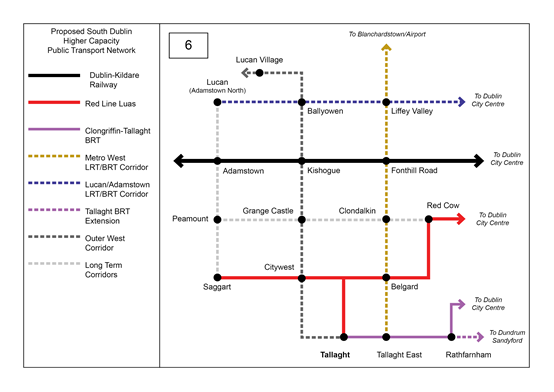 Proposed South Dublin
Higher Capacity
Public Transport Network
Dublin-Kildare
Railway
Red Line Luas
Clongriffin-Tallaght
BRT
Metro West
LRT/BRT Corridor
Lucan/Adamstown
LRT/BRT Corridor
Tallaght BRT
Extension
Outer West
Corridor
Long Term
Corridors
6
To Blanchardstown/Airport
Lucan Village
Lucan
(Adamstown North)
To Dublin
City Centre
Ballyowen
Liffey Valley
To Dublin
City Centre
Adamstown
Kishogue
Fonthill Road
Red Cow
Peamount
Grange Castle
Clondalkin
To Dublin
City Centre
Citywest
Saggart
Belgard
To Dublin
City Centre
To Dundrum
Sandyford
Tallaght
Tallaght East
Rathfarnham